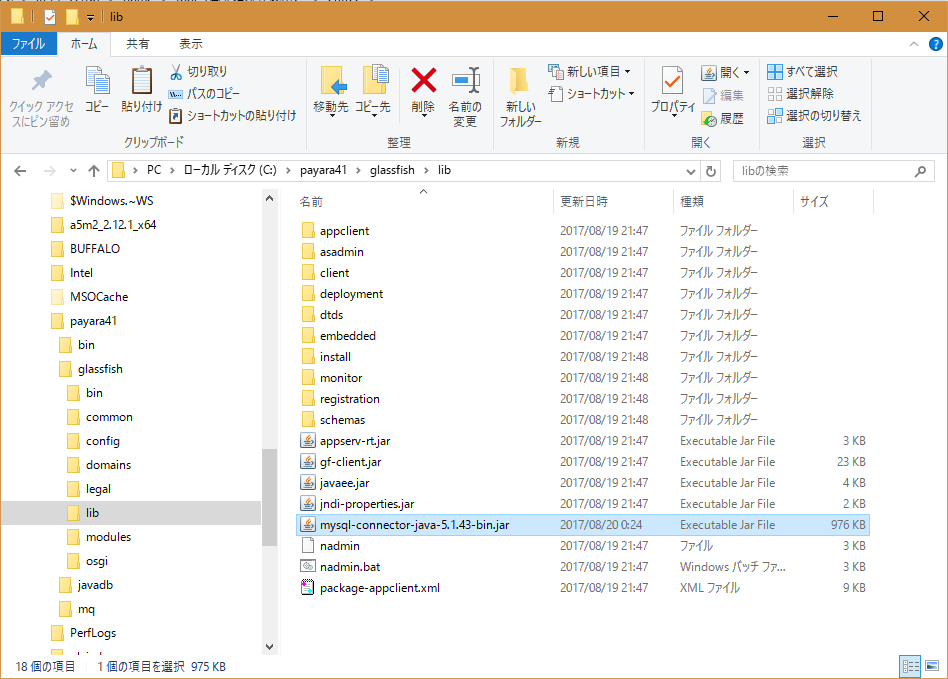 lib
ファイル ホーム 共有 表示
クイック アクセスにピン留め
コピー
貼り付け
切り取り
パスのコピー
ショートカットの貼り付け
クリップボード
移動先
コピー先
削除
名前の変更
整理
新しいフォルダー
新しい項目
ショートカット
新規
プロパティ
開く
編集
履歴
開く
すべて選択
選択解除
選択の切り替え
選択
PC ローカル ディスク (C:) payara41 glassfish lib
libの検索
$Windows.~WS
a5m2_2.12.1_x64
BUFFALO
Intel
MSOCache
payara41
bin
glassfish
bin
common
config
domains
legal
lib
modules
osgi
javadb
mq
PerfLogs
名前 更新日時 種類 サイズ
appclient 2017/08/19 21:47 ファイル フォルダー
asadmin 2017/08/19 21:47 ファイル フォルダー
client 2017/08/19 21:47 ファイル フォルダー
deployment 2017/08/19 21:47 ファイル フォルダー
dtds 2017/08/19 21:47 ファイル フォルダー
embedded 2017/08/19 21:47 ファイル フォルダー
install 2017/08/19 21:48 ファイル フォルダー
monitor 2017/08/19 21:48 ファイル フォルダー
registration 2017/08/19 21:48 ファイル フォルダー
schemas 2017/08/19 21:48 ファイル フォルダー
appserv-rt.jar 2017/08/19 21:47 Executable Jar File 3 KB
gf-client.jar 2017/08/19 21:47 Executable Jar File 23 KB
javaee.jar 2017/08/19 21:47 Executable Jar File 4 KB
jndi-properties.jar 2017/08/19 21:47 Executable Jar File 2 KB
mysql-connector-java-5.1.43-bin.jar 2017/08/20 0:24 Executable Jar File 976 KB
nadmin 2017/08/19 21:47 ファイル 3 KB
nadmin.bat 2017/08/19 21:47 Windows バッチ ファ... 3 KB
package-appclient.xml 2017/08/19 21:47 XML ファイル 9 KB
18 個の項目 1 個の項目を選択 975 KB